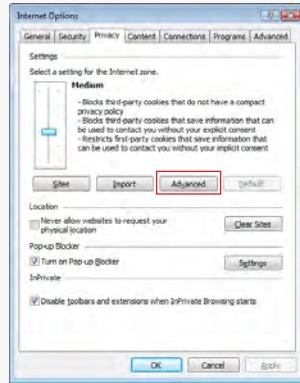 Internet Options
General Security Privacy Content Connections Programs Advanced
Settings
Select a setting for the Internet zone.
Medium
- Blocks third-party cookies that do not have a compact
privacy policy
- Blocks third-party cookies that save information that can
be used to contact you without your explicit consent
- Restricts first-party cookies that save information that
can be used to contact you without your implicit consent
Sites Import Advanced Default
Location
Never allow websites to request your
physical location
Clear Sites
Pop-up Blocker
Turn on Pop-up Blocker
Settings
InPrivate
Disable toolbars and extensions when InPrivate Browsing starts
OK Cancel Apply